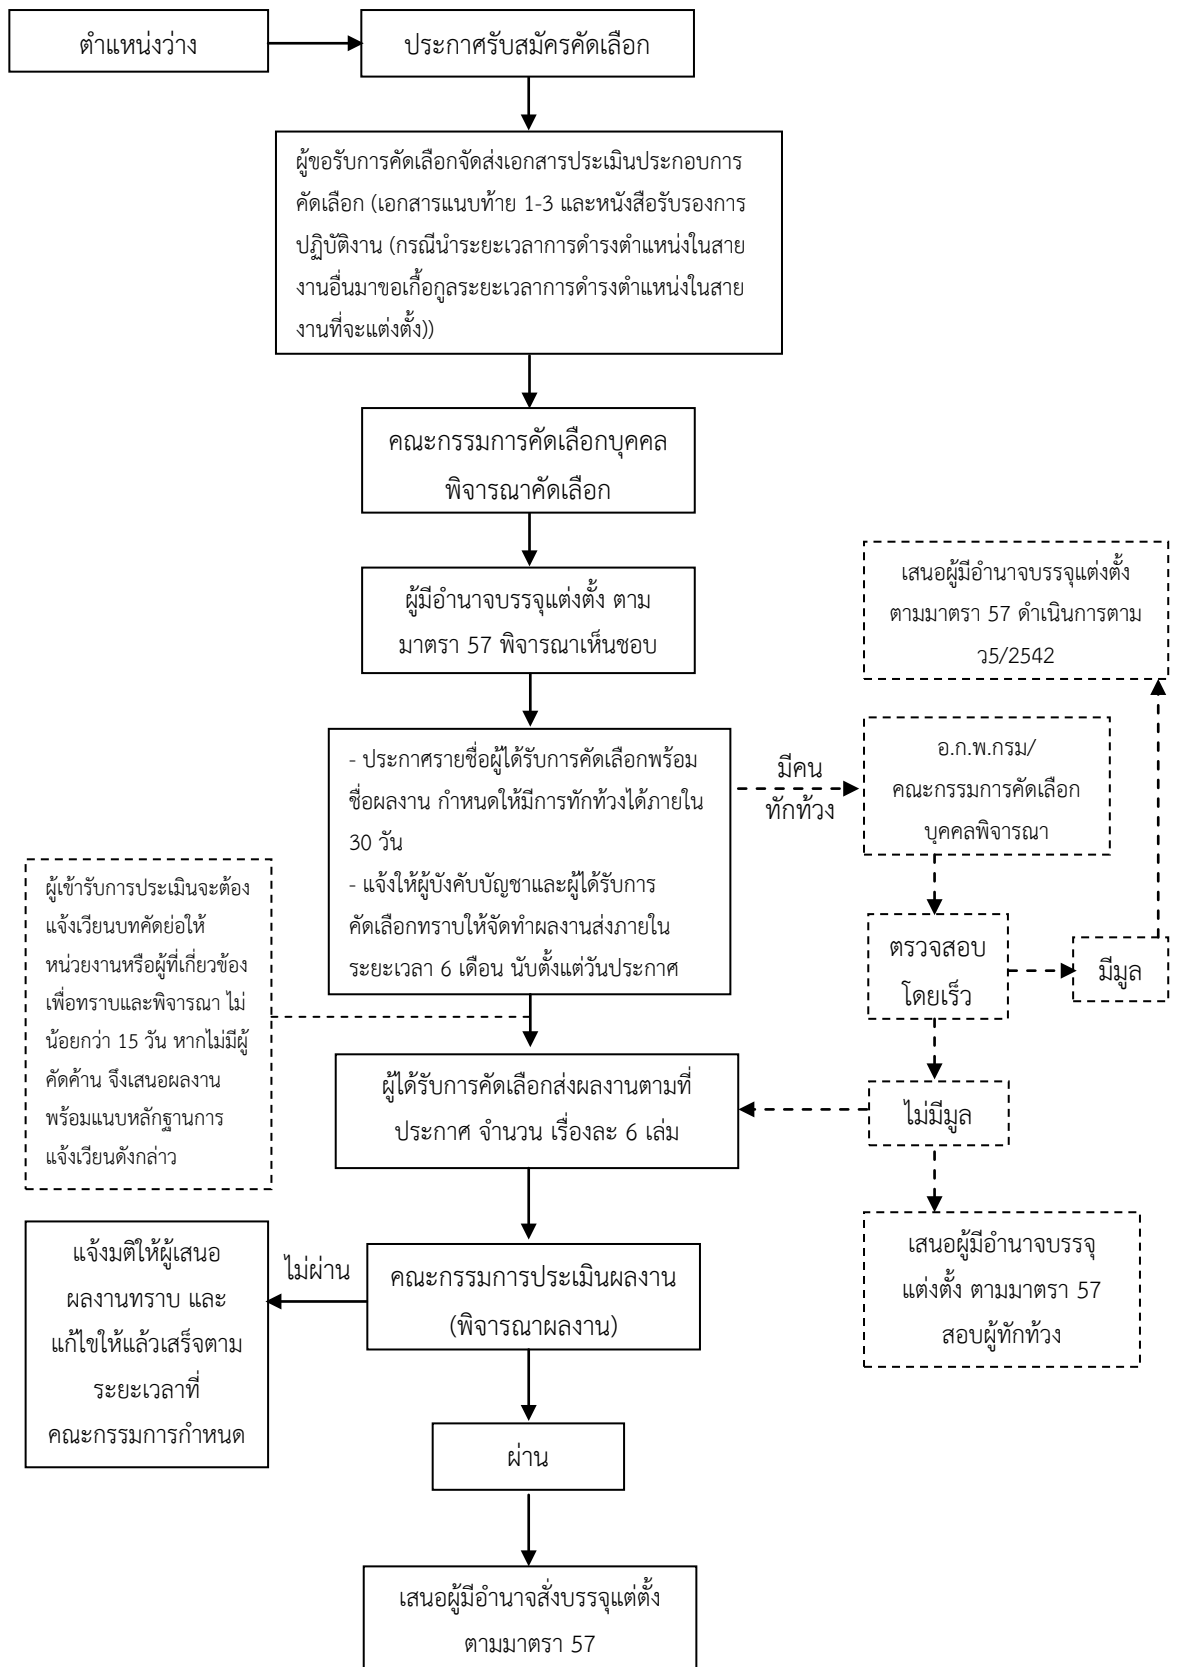 ตำแหน่งว่าง
ประกาศรับสมัครคัดเลือก
ผู้ขอรับการคัดเลือกจัดส่งเอกสารประเมินประกอบการ
คัดเลือก (เอกสารแนบท้าย 1-3 และหนังสือรับรองการ
ปฏิบัติงาน (กรณีนำระยะเวลาการดำรงตำแหน่งในสาย
งานอื่นมาขอเกื้อกูลระยะเวลาการดำรงตำแหน่งในสาย
งานที่จะแต่งตั้ง))
คณะกรรมการคัดเลือกบุคคล
พิจารณาคัดเลือก
ผู้มีอำนาจบรรจุแต่งตั้ง ตาม
มาตรา 57 พิจารณาเห็นชอบ
เสนอผู้มีอำนาจบรรจุแต่งตั้ง
ตามมาตรา 57 ดำเนินการตาม
ว5/2542
- ประกาศรายชื่อผู้ได้รับการคัดเลือกพร้อม
ชื่อผลงาน กำหนดให้มีการทักท้วงได้ภายใน
30 วัน
- แจ้งให้ผู้บังคับบัญชาและผู้ได้รับการ
คัดเลือกทราบให้จัดทำผลงานส่งภายใน
ระยะเวลา 6 เดือน นับตั้งแต่วันประกาศ
มีคน
ทักท้วง
อ.ก.พ.กรม/
คณะกรรมการคัดเลือก
บุคคลพิจารณา
ตรวจสอบ
โดยเร็ว
มีมูล
ผู้เข้ารับการประเมินจะต้อง
แจ้งเวียนบทคัดย่อให้
หน่วยงานหรือผู้ที่เกี่ยวข้อง
เพื่อทราบและพิจารณา ไม่
น้อยกว่า 15 วัน หากไม่มีผู้
คัดค้าน จึงเสนอผลงาน
พร้อมแนบหลักฐานการ
แจ้งเวียนดังกล่าว
ผู้ได้รับการคัดเลือกส่งผลงานตามที่
ประกาศ จำนวน เรื่องละ 6 เล่ม
ไม่มีมูล
เสนอผู้มีอำนาจบรรจุ
แต่งตั้ง ตามมาตรา 57
สอบผู้ทักท้วง
คณะกรรมการประเมินผลงาน
(พิจารณาผลงาน)
ไม่ผ่าน
แจ้งมติให้ผู้เสนอ
ผลงานทราบ และ
แก้ไขให้แล้วเสร็จตาม
ระยะเวลาที่
คณะกรรมการกำหนด
ผ่าน
เสนอผู้มีอำนาจสั่งบรรจุแต่ตั้ง
ตามมาตรา 57